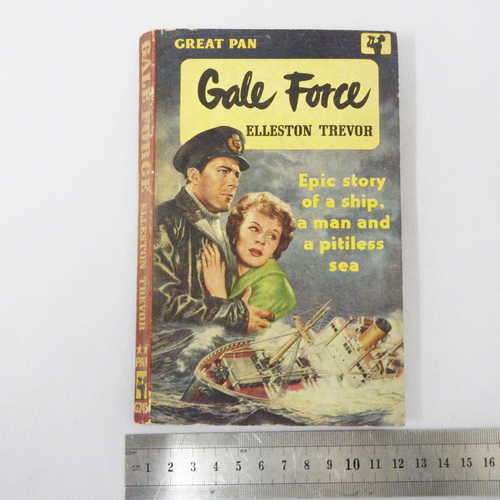 GREAT PAN
Gale Force
ELLESTON TREVOR
Epic story
of a ship,
a man and
a pitiless
sea
GALE FORCE ELLESTON TREVOR
1 2 3 4 5 6 7 8 9 10 11 12 13 14 15 16